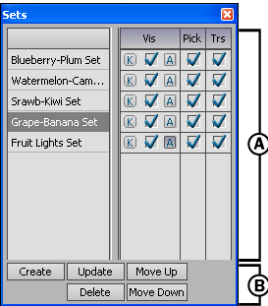 Sets
Vis Pick Trs
Blueberry-Plum Set K A
Watermelon-Cam... K A
Srawb-Kiwi Set K A
Grape-Banana Set K A
Fruit Lights Set K A
A
Create Update Move Up
Delete Move Down
B